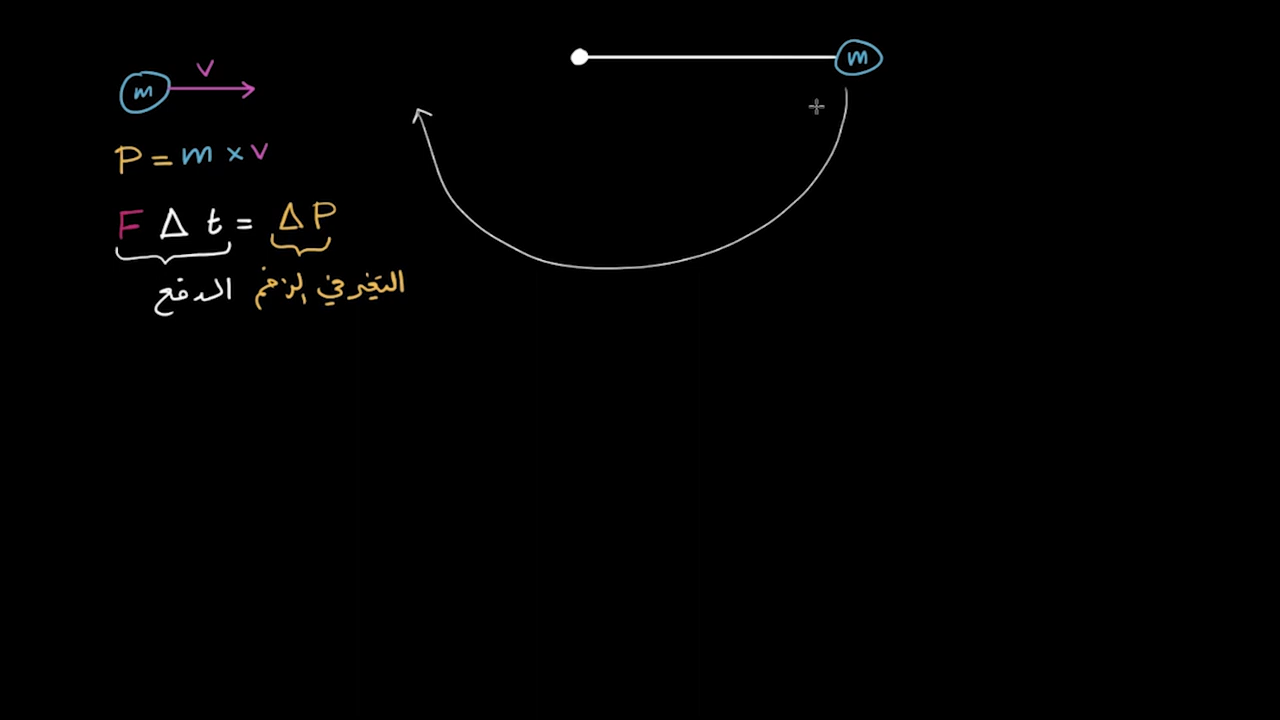 v
m
P = m × v
F Δ t = Δ P
الدفع
التغير في الزخم
m